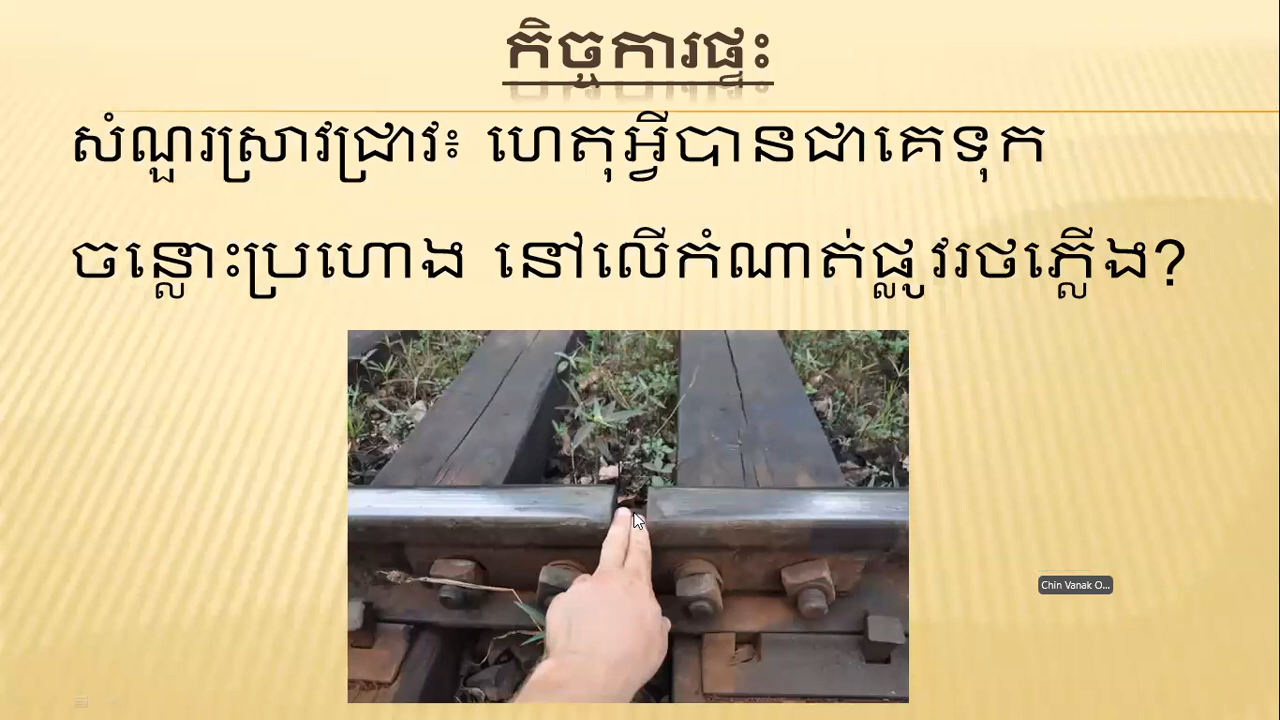 កិច្ចការផ្ទះ
សំណួរស្រាវជ្រាវ៖ ហេតុអ្វីបានជាគេទុក
ចន្លោះប្រហោង នៅលើកំណាត់ផ្លូវរថភ្លើង?
Chin Vanak O...